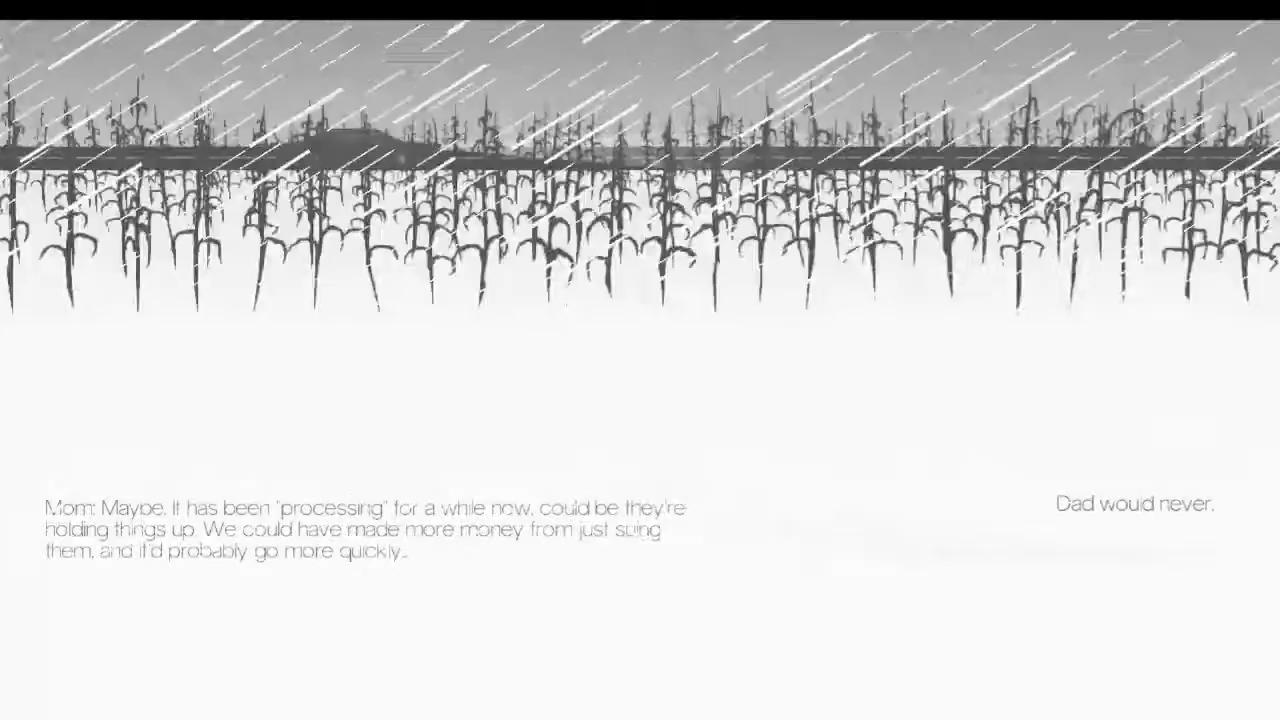 Mom: Maybe. It has been "processing" for a while now, could be they're
holding things up. We could have made more money from just suing
them, and it'd probably go more quickly..
Dad would never.